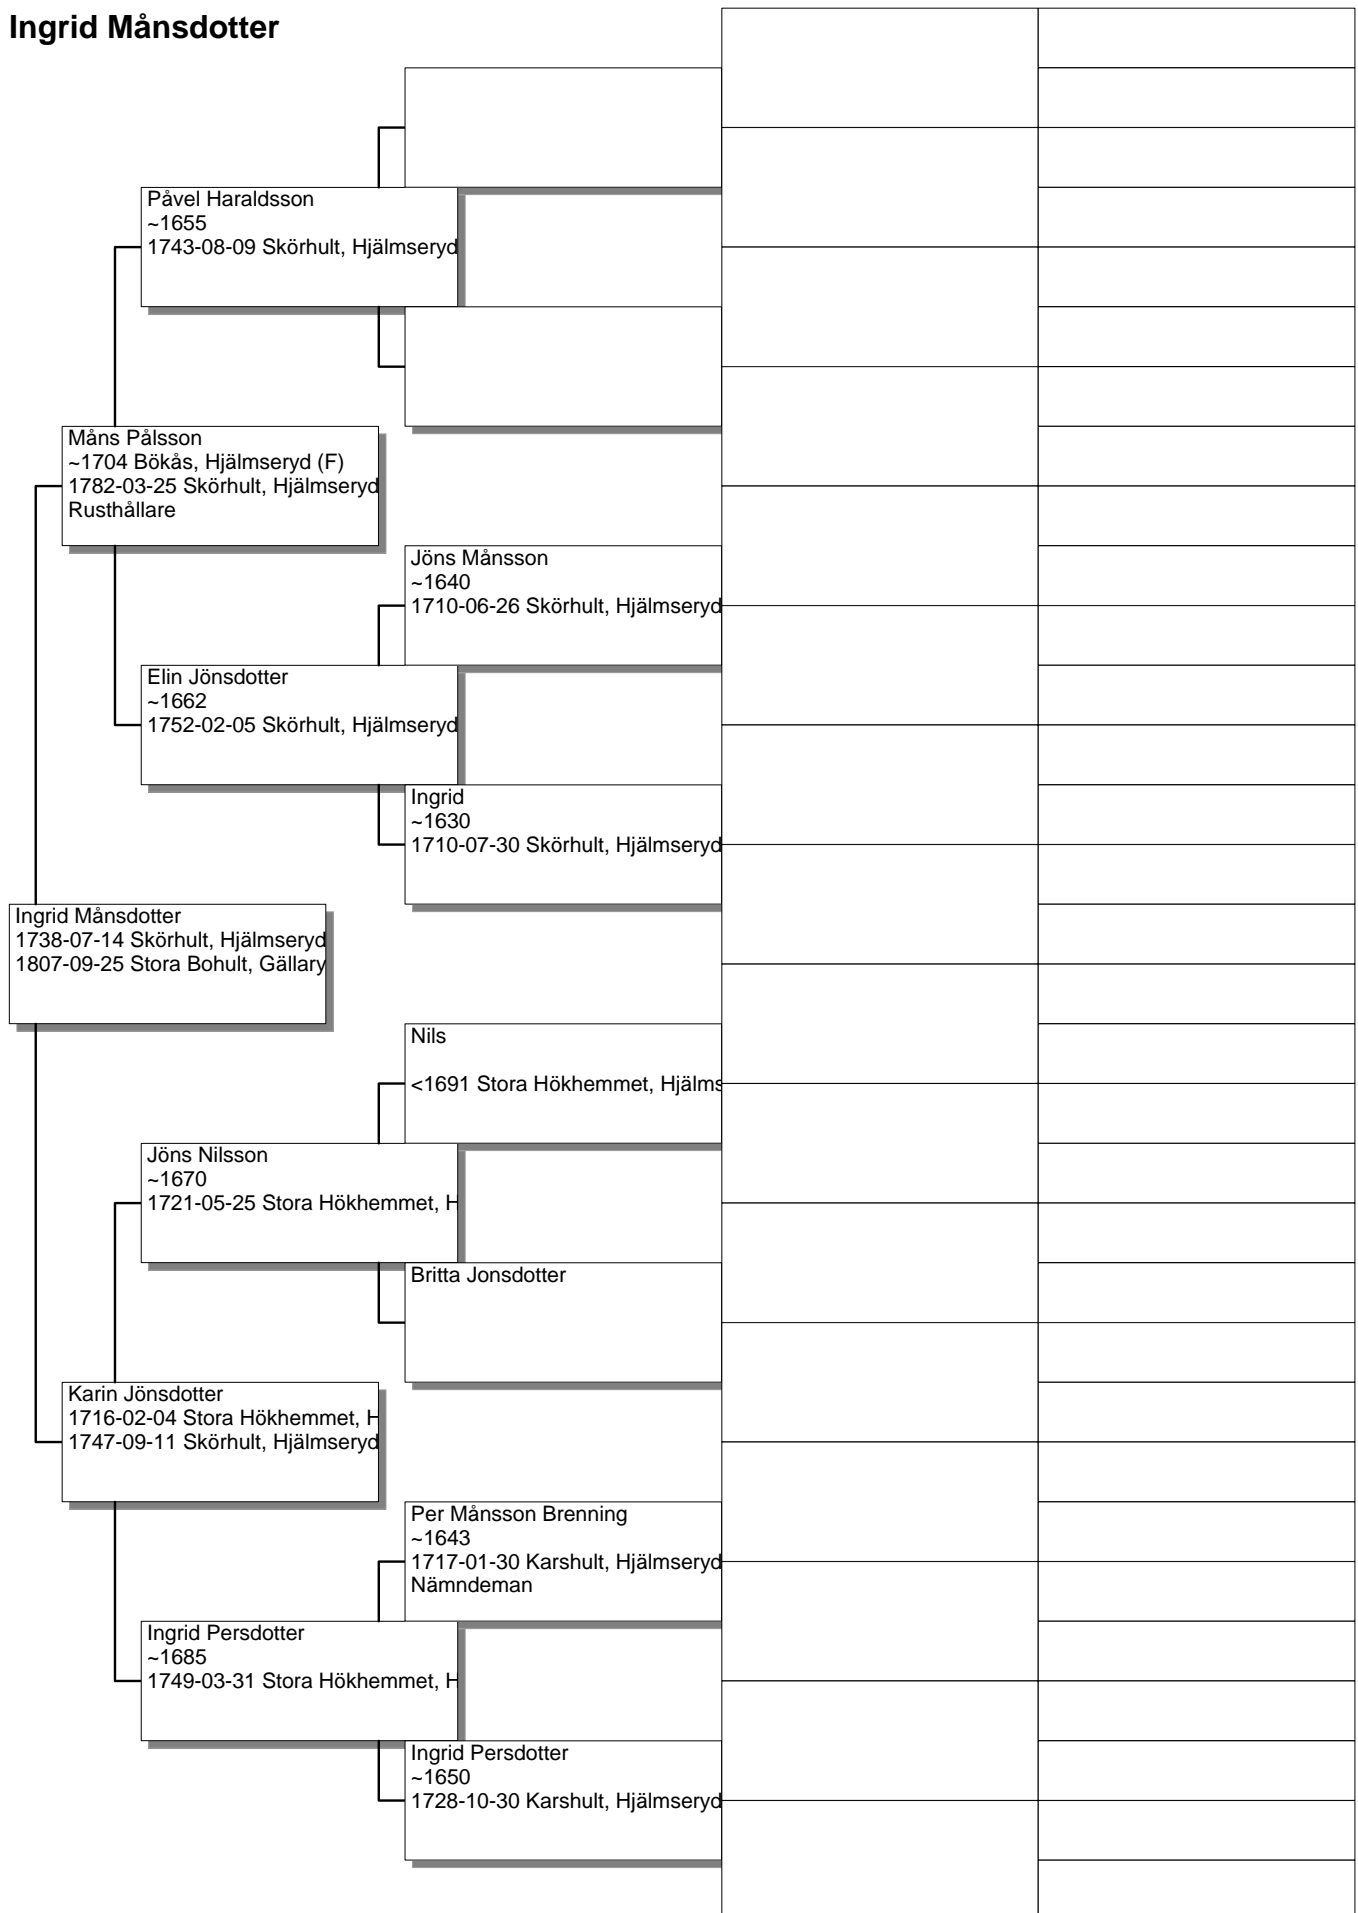 Ingrid Månsdotter
Påvel Haraldsson
~1655
1743-08-09 Skörhult, Hjälmseryd
Måns Pålsson
~1704 Bökås, Hjälmseryd (F)
1782-03-25 Skörhult, Hjälmseryd
Rusthållare
Jöns Månsson
~1640
1710-06-26 Skörhult, Hjälmseryd
Elin Jönsdotter
~1662
1752-02-05 Skörhult, Hjälmseryd
Ingrid
~1630
1710-07-30 Skörhult, Hjälmseryd
Ingrid Månsdotter
1738-07-14 Skörhult, Hjälmseryd
1807-09-25 Stora Bohult, Gällary
Nils
<1691 Stora Hökhemmet, Hjälms
Jöns Nilsson
~1670
1721-05-25 Stora Hökhemmet, H
Britta Jonsdotter
Karin Jönsdotter
1716-02-04 Stora Hökhemmet, H
1747-09-11 Skörhult, Hjälmseryd
Per Månsson Brenning
~1643
1717-01-30 Karshult, Hjälmseryd
Nämndeman
Ingrid Persdotter
~1685
1749-03-31 Stora Hökhemmet, H
Ingrid Persdotter
~1650
1728-10-30 Karshult, Hjälmseryd